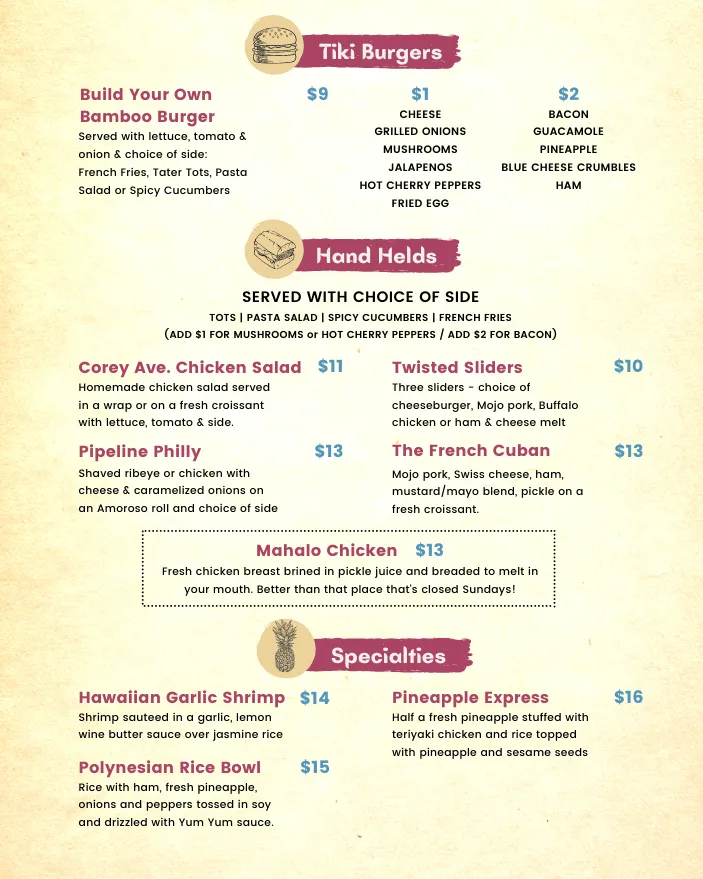 Tiki Burgers
Build Your Own
Bamboo Burger
$9
Served with lettuce, tomato &
onion & choice of side:
French Fries, Tater Tots, Pasta
Salad or Spicy Cucumbers
$1
CHEESE
GRILLED ONIONS
MUSHROOMS
JALAPENOS
HOT CHERRY PEPPERS
FRIED EGG
$2
BACON
GUACAMOLE
PINEAPPLE
BLUE CHEESE CRUMBLES
HAM
Hand Helds
SERVED WITH CHOICE OF SIDE
TOTS | PASTA SALAD | SPICY CUCUMBERS | FRENCH FRIES
(ADD $1 FOR MUSHROOMS or HOT CHERRY PEPPERS / ADD $2 FOR BACON)
Corey Ave. Chicken Salad $11
Homemade chicken salad served
in a wrap or on a fresh croissant
with lettuce, tomato & side.
Twisted Sliders $10
Three sliders - choice of
cheeseburger, Mojo pork, Buffalo
chicken or ham & cheese melt
Pipeline Philly $13
Shaved ribeye or chicken with
cheese & caramelized onions on
an Amoroso roll and choice of side
The French Cuban $13
Mojo pork, Swiss cheese, ham,
mustard/mayo blend, pickle on a
fresh croissant.
Mahalo Chicken $13
Fresh chicken breast brined in pickle juice and breaded to melt in
your mouth. Better than that place that's closed Sundays!
Specialties
Hawaiian Garlic Shrimp $14
Shrimp sauteed in a garlic, lemon
wine butter sauce over jasmine rice
Pineapple Express $16
Half a fresh pineapple stuffed with
teriyaki chicken and rice topped
with pineapple and sesame seeds
Polynesian Rice Bowl $15
Rice with ham, fresh pineapple,
onions and peppers tossed in soy
and drizzled with Yum Yum sauce.